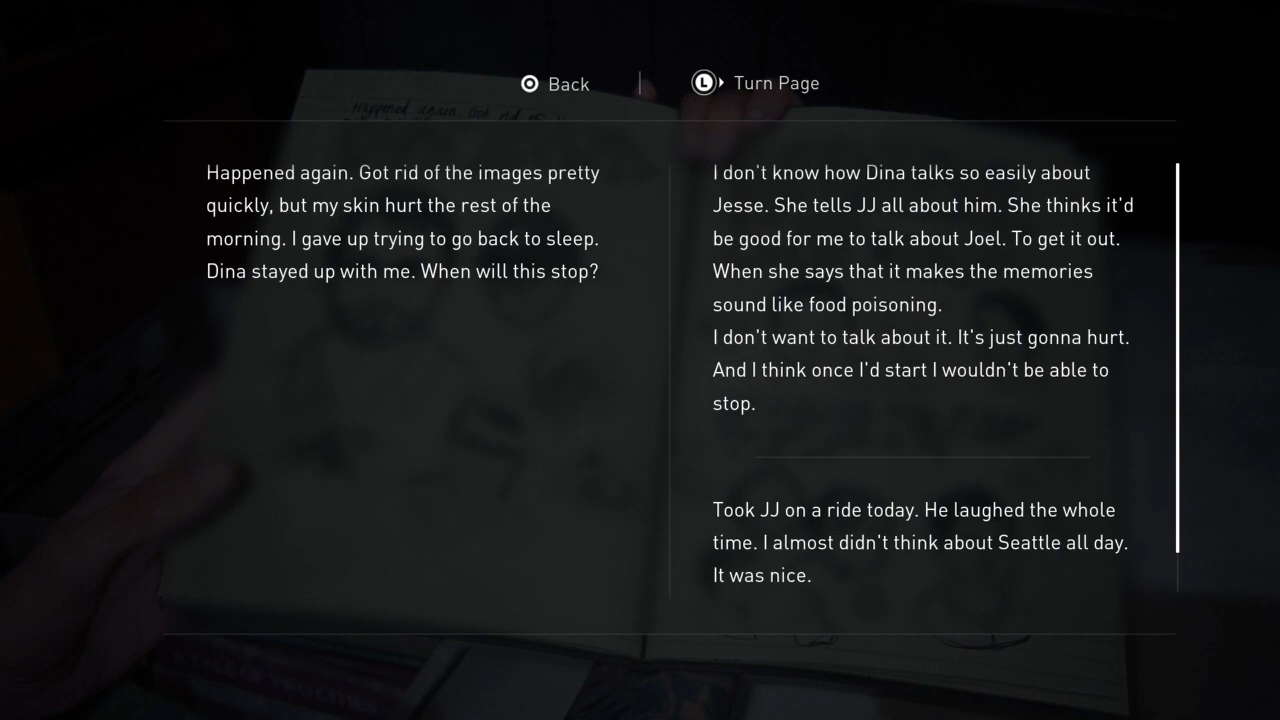 Back
L
Turn Page
Happened again. Got rid of
Happened again. Got rid of the images pretty
quickly, but my skin hurt the rest of the
morning. I gave up trying to go back to sleep.
Dina stayed up with me. When will this stop?
I don't know how Dina talks so easily about
Jesse. She tells JJ all about him. She thinks it'd
be good for me to talk about Joel. To get it out.
When she says that it makes the memories
sound like food poisoning.
I don't want to talk about it. It's just gonna hurt.
And I think once I'd start I wouldn't be able to
stop.
Took JJ on a ride today. He laughed the whole
time. I almost didn't think about Seattle all day.
It was nice.